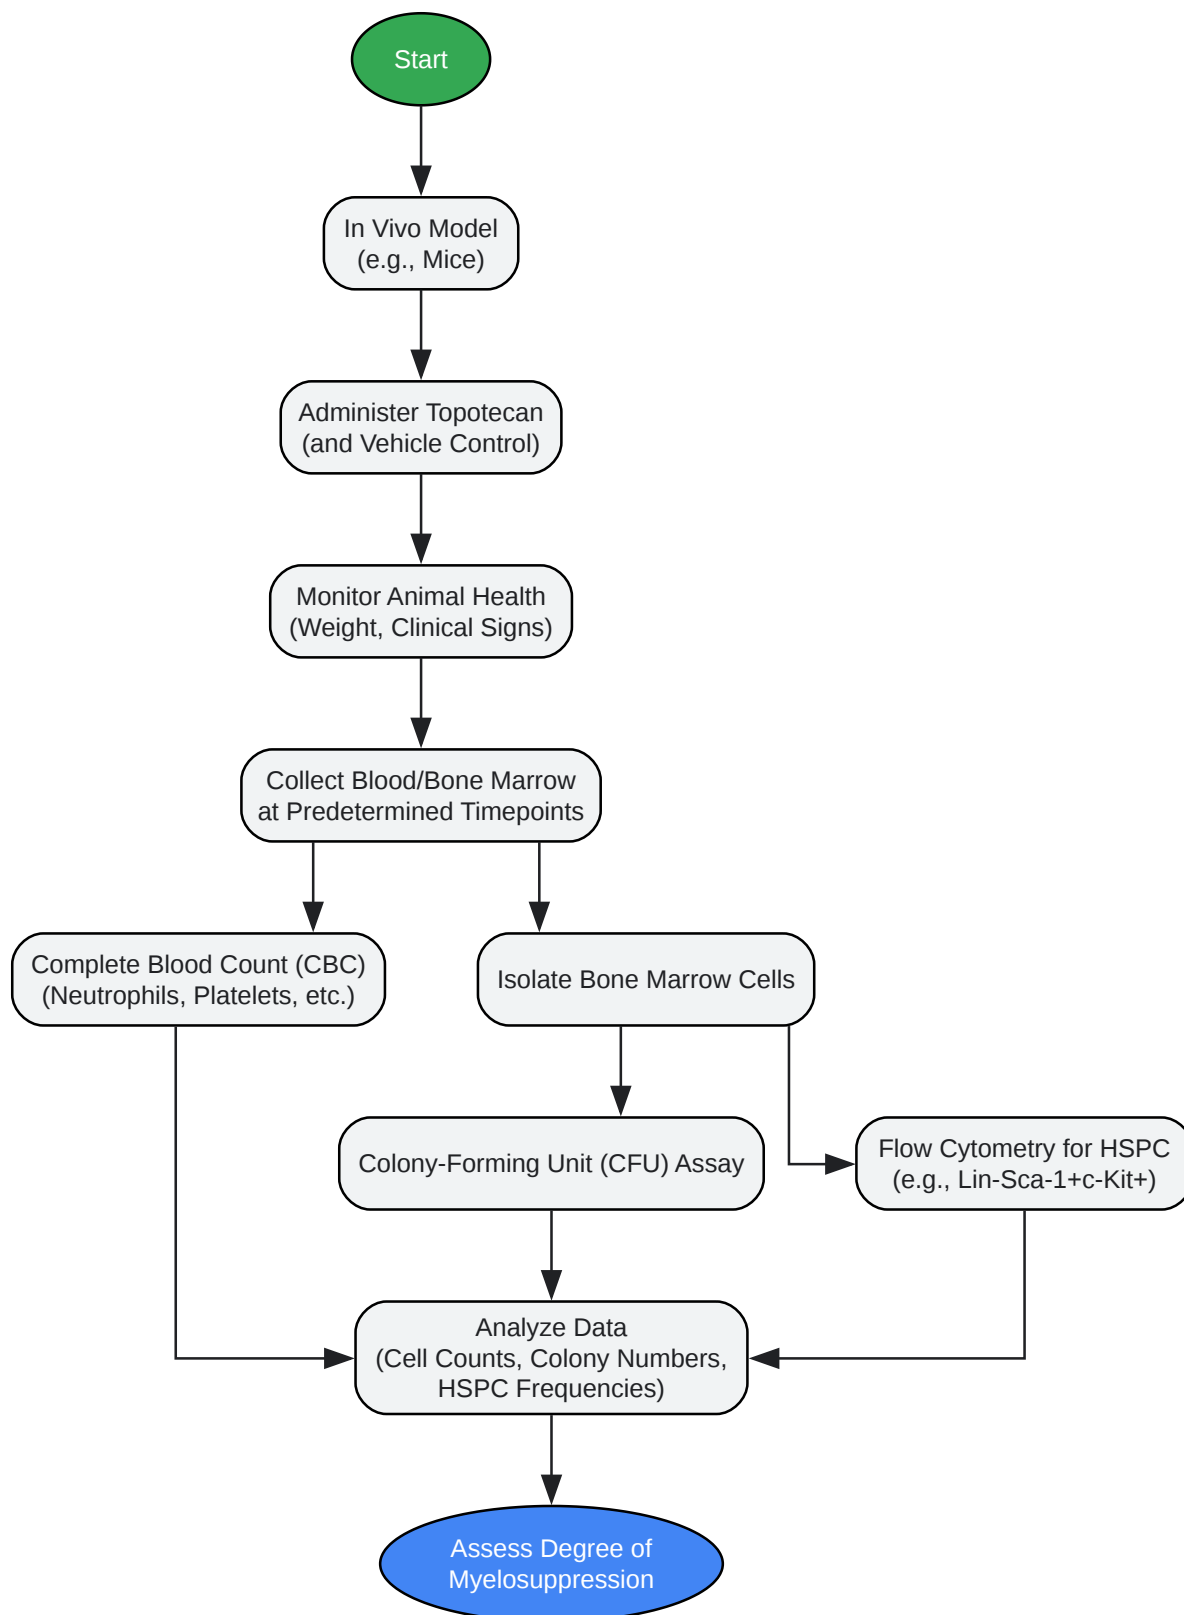 Start
In Vivo Model
(e.g., Mice)
Administer Topotecan
(and Vehicle Control)
Monitor Animal Health
(Weight, Clinical Signs)
Collect Blood/Bone Marrow
at Predetermined Timepoints
Complete Blood Count (CBC)
(Neutrophils, Platelets, etc.)
Isolate Bone Marrow Cells
Colony-Forming Unit (CFU) Assay
Flow Cytometry for HSPC
(e.g., Lin-Sca-1+c-Kit+)
Analyze Data
(Cell Counts, Colony Numbers,
HSPC Frequencies)
Assess Degree of
Myelosuppression